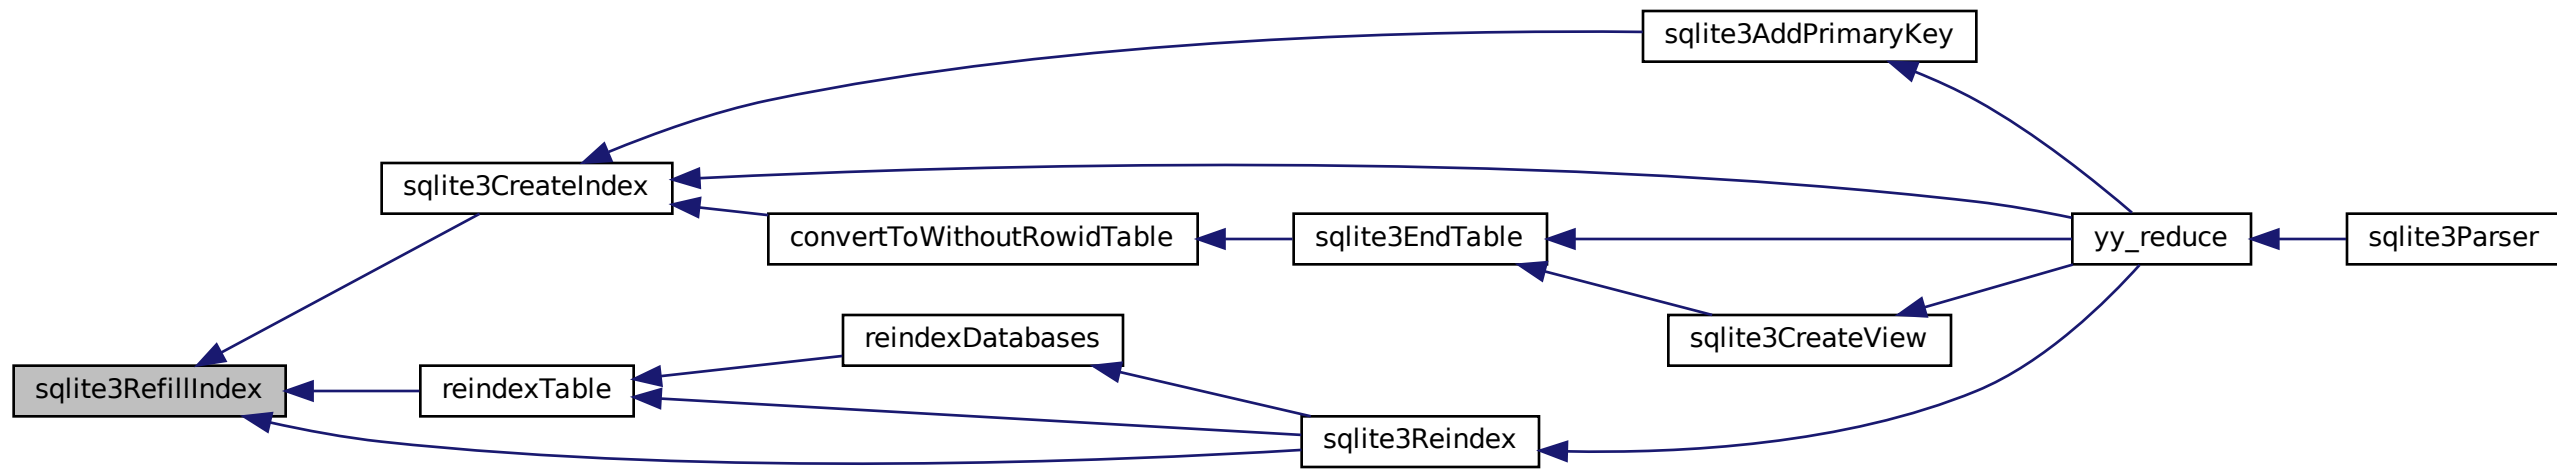 sqlite3AddPrimaryKey
sqlite3CreateIndex
convertToWithoutRowidTable
sqlite3EndTable
yy_reduce
sqlite3Parser
reindexDatabases
sqlite3CreateView
sqlite3RefillIndex
reindexTable
sqlite3Reindex